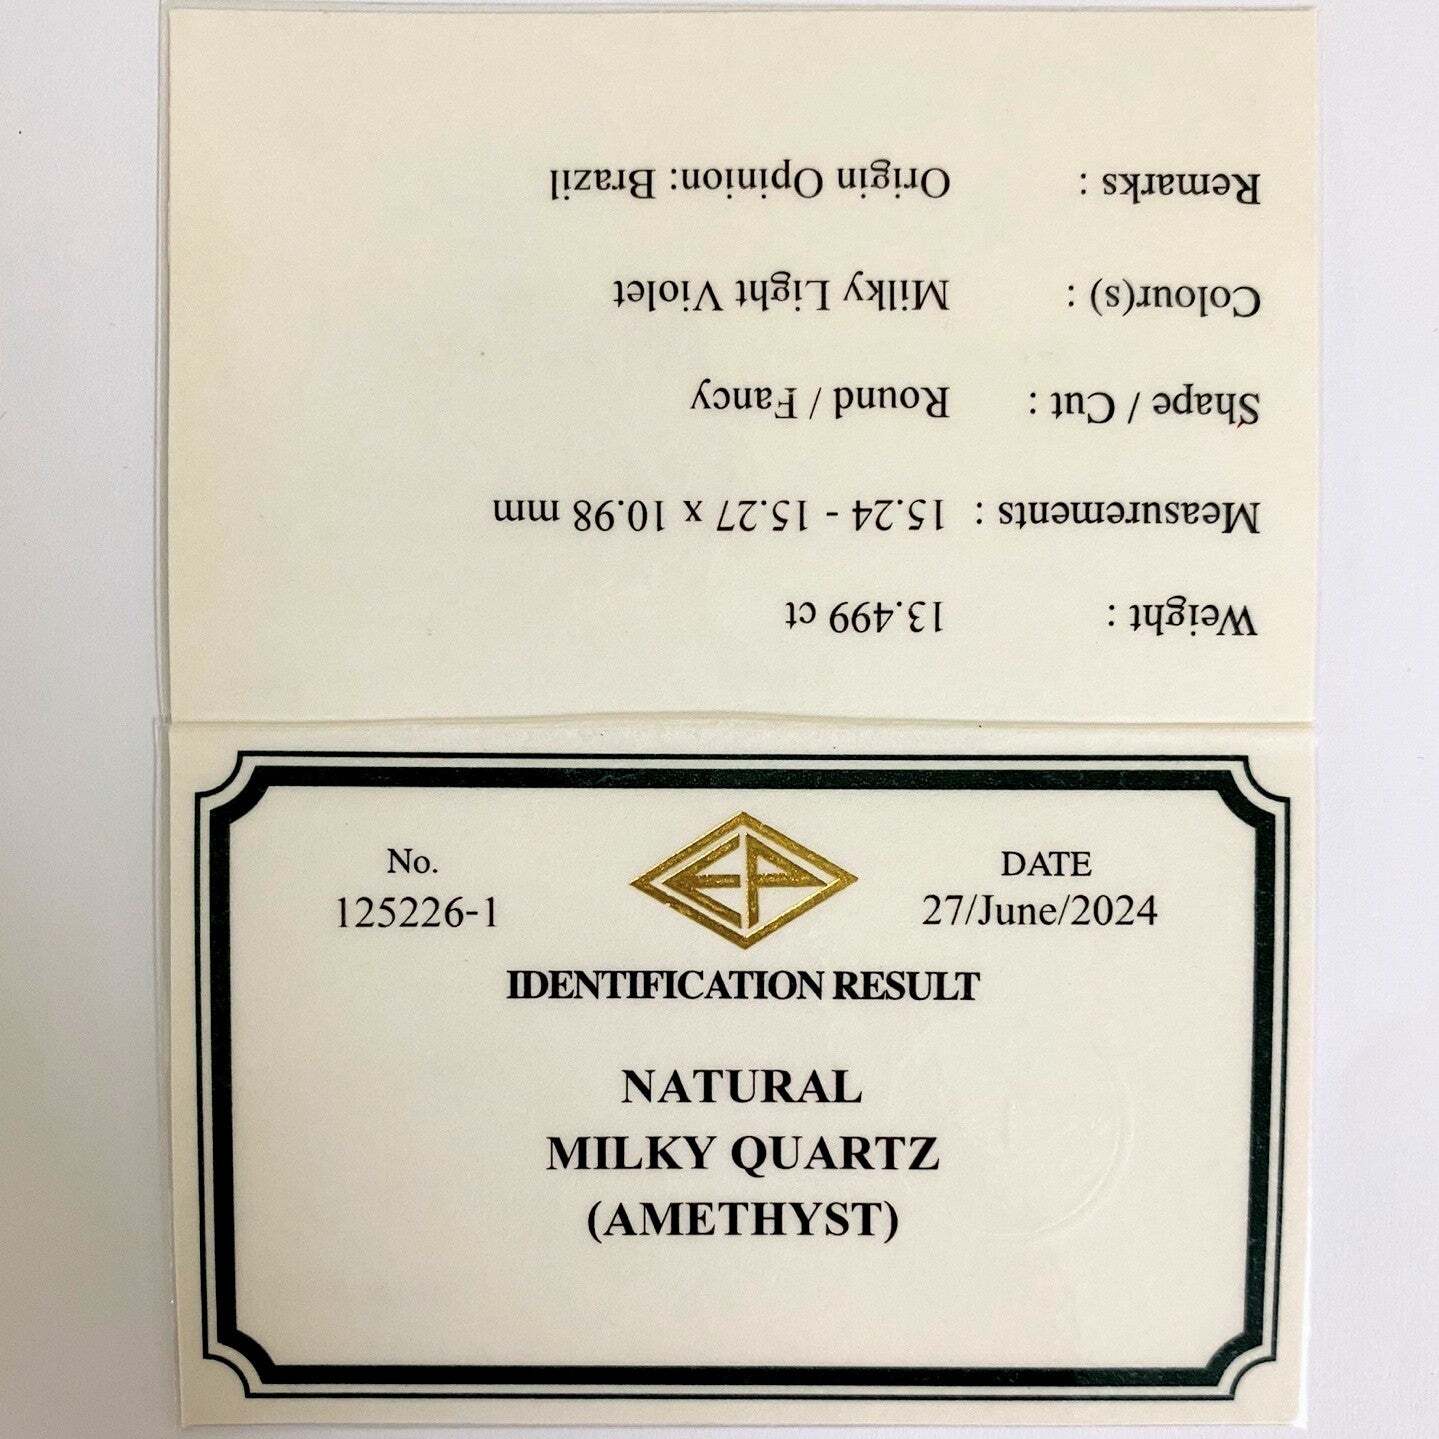 Weight : 13.499 ct
Measurements : 15.24 - 15.27 x 10.98 mm
Shape / Cut : Round / Fancy
Colour(s) : Milky Light Violet
Remarks : Origin Opinion: Brazil
No.
125226-1
EP
DATE
27/June/2024
IDENTIFICATION RESULT
NATURAL
MILKY QUARTZ
(AMETHYST)